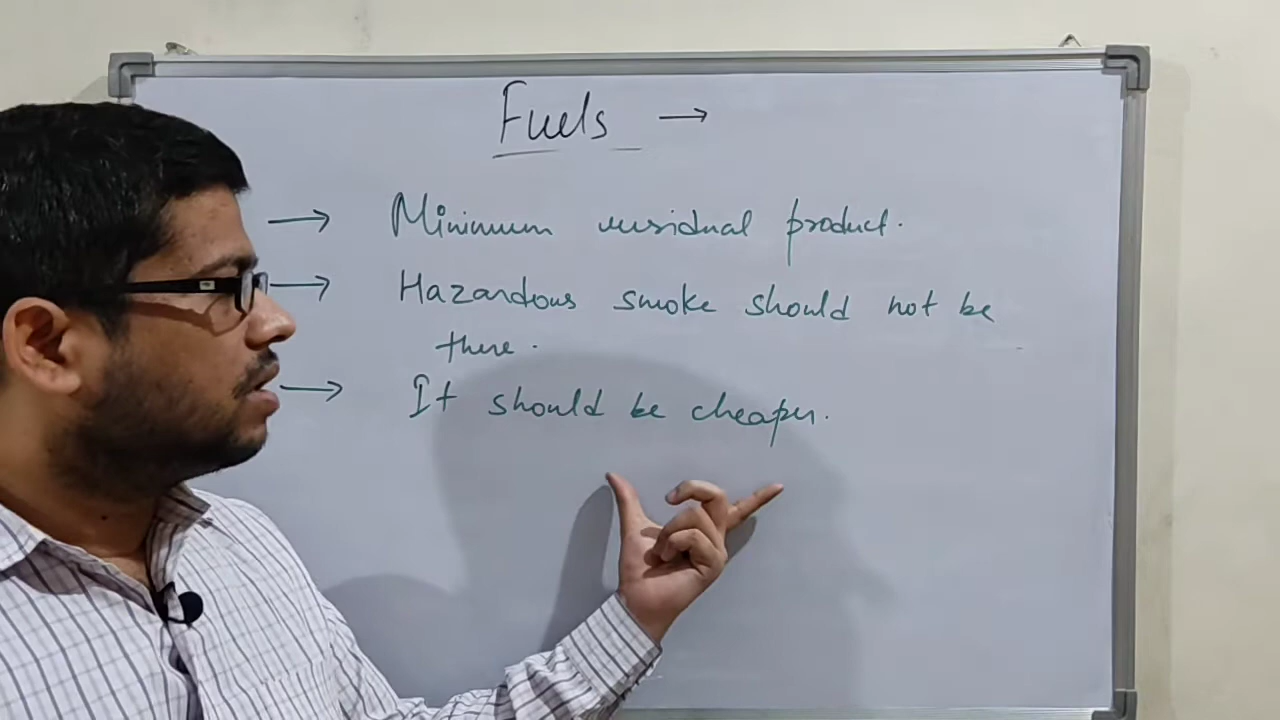 Fuels →
→ Minimum residual product.
→ Hazardous smoke should not be
there.
→ It should be cheaper.